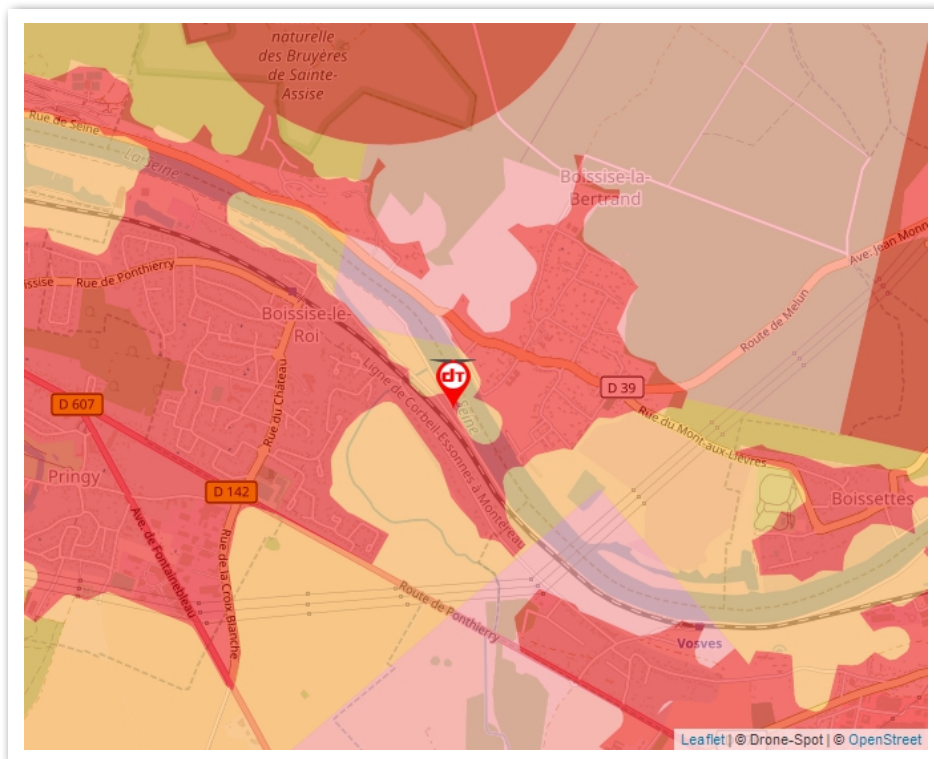 naturelle
des Bruyères
de Sainte-
Assise
Rue de Seine
La Seine
Boissise-la-
Bertrand
Ave. Jean Monn
issise
Rue de Ponthierry
Boissise-le-
Roi
Route de Melun
Ligne de Corbeil-Essonnes à Montereau
dT
Seine
D 39
D 607
Rue du Château
Rue du Mont-aux-Lièvres
Pringy
D 142
Boissettes
Ave. de Fontainebleau
Rue de la Croix Blanche
Route de Ponthierry
Vosves
Leaflet | © Drone-Spot | © OpenStreet